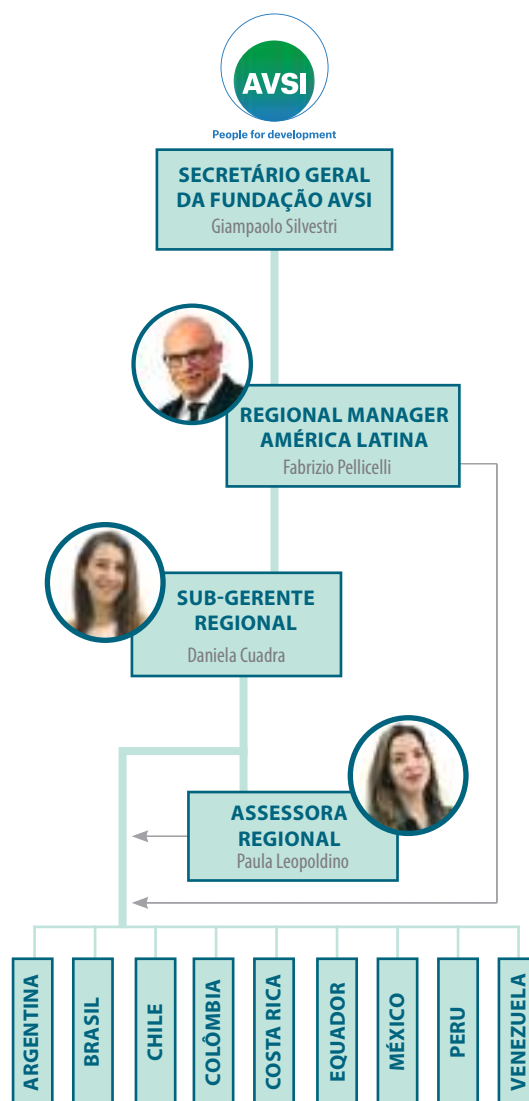 AVSI
People for development
SECRETÁRIO GERAL
DA FUNDAÇÃO AVSI
Giampaolo Silvestri
REGIONAL MANAGER
AMÉRICA LATINA
Fabrizio Pellicelli
SUB-GERENTE
REGIONAL
Daniela Cuadra
ASSESSORA
REGIONAL
Paula Leopoldino
ARGENTINA
BRASIL
CHILE
COLÔMBIA
COSTA RICA
EQUADOR
MÉXICO
PERU
VENEZUELA